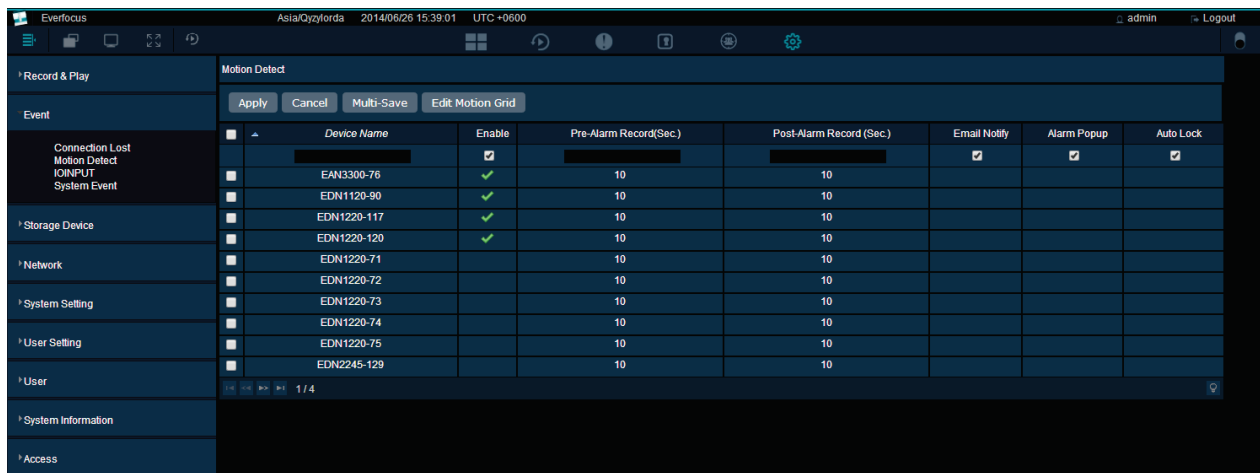 Everfocus Asia/Qyzylorda 2014/06/26 15:39:01 UTC +0600 admin Logout
Record & Play
Event
Connection Lost
Motion Detect
IOINPUT
System Event
Storage Device
Network
System Setting
User Setting
User
System Information
Access
Motion Detect
Apply Cancel Multi-Save Edit Motion Grid
Device Name Enable Pre-Alarm Record(Sec.) Post-Alarm Record (Sec.) Email Notify Alarm Popup Auto Lock
EAN3300-76 10 10
EDN1120-90 10 10
EDN1220-117 10 10
EDN1220-120 10 10
EDN1220-71 10 10
EDN1220-72 10 10
EDN1220-73 10 10
EDN1220-74 10 10
EDN1220-75 10 10
EDN2245-129 10 10
1 / 4